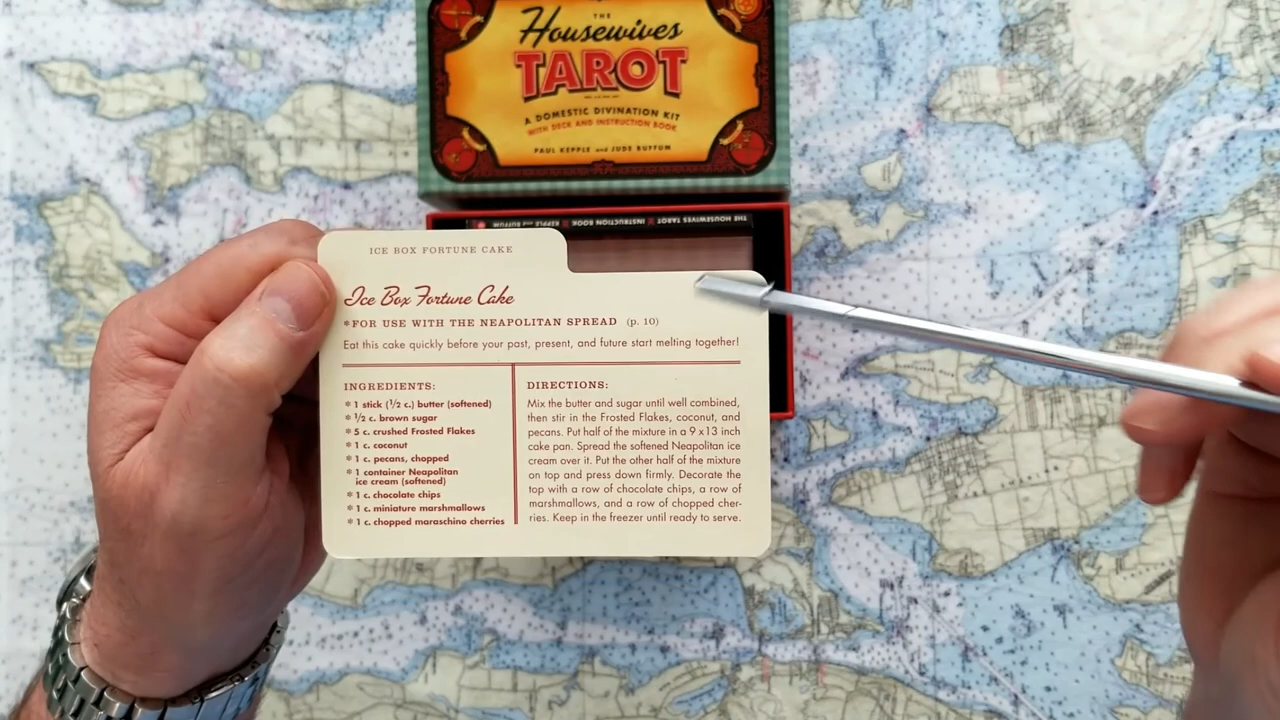 THE
Housewives
TAROT
A DOMESTIC DIVINATION KIT
WITH DECK AND INSTRUCTION BOOK
PAUL KEPPLE and JUDE BUFFUM
THE HOUSEWIVES TAROT INSTRUCTION BOOK KEPPLE AND BUFFUM
ICE BOX FORTUNE CAKE
Ice Box Fortune Cake
*FOR USE WITH THE NEAPOLITAN SPREAD (p. 10)
Eat this cake quickly before your past, present, and future start melting together!
INGREDIENTS:
* 1 stick (1/2 c.) butter (softened)
* 1/2 c. brown sugar
* 5 c. crushed Frosted Flakes
* 1 c. coconut
* 1 c. pecans, chopped
* 1 container Neapolitan
ice cream (softened)
* 1 c. chocolate chips
* 1 c. miniature marshmallows
* 1 c. chopped maraschino cherries
DIRECTIONS:
Mix the butter and sugar until well combined,
then stir in the Frosted Flakes, coconut, and
pecans. Put half of the mixture in a 9 x 13 inch
cake pan. Spread the softened Neapolitan ice
cream over it. Put the other half of the mixture
on top and press down firmly. Decorate the
top with a row of chocolate chips, a row of
marshmallows, and a row of chopped cher-
ries. Keep in the freezer until ready to serve.